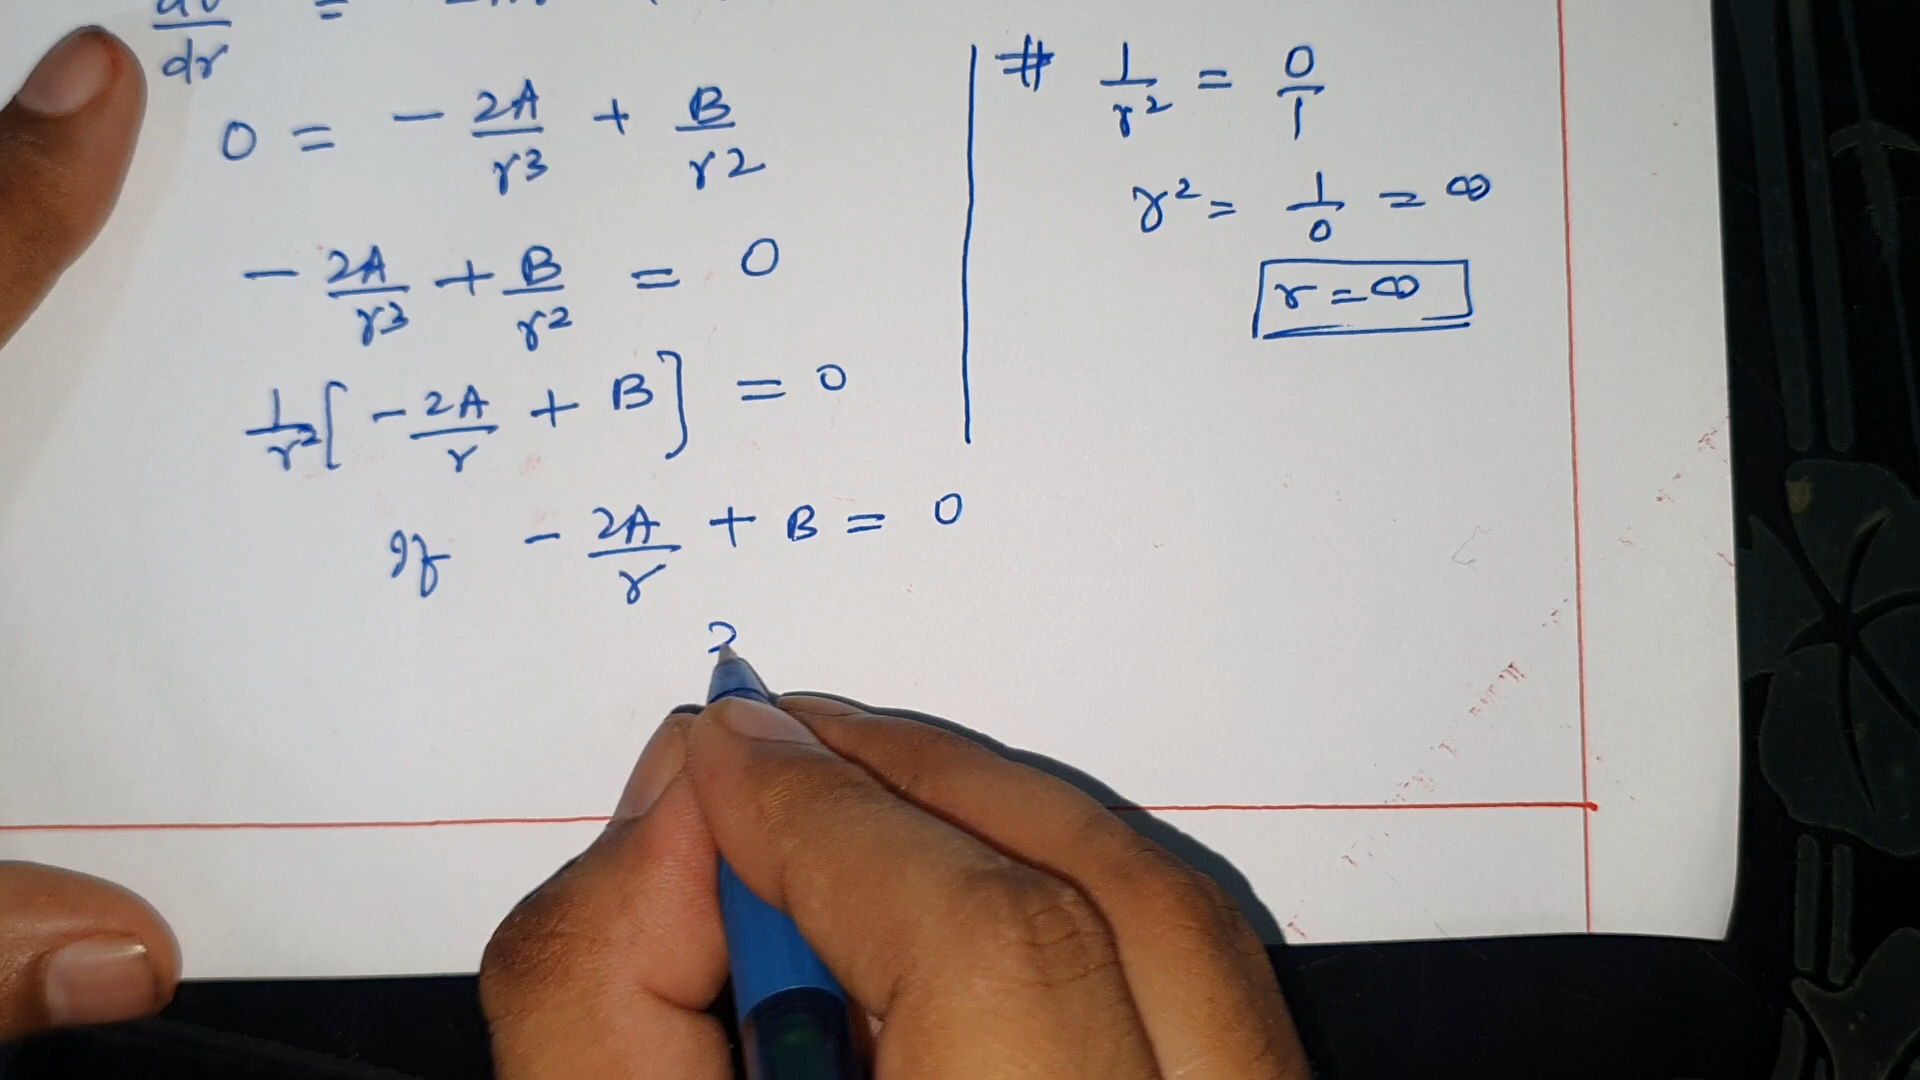 dr
0 = - 2A/r3 + B/r2
- 2A/r3 + B/r2 = 0
1/r² [ - 2A/r + B ] = 0
If - 2A/r + B = 0
2
# 1/r² = 0/1
r² = 1/0 = ∞
r = ∞